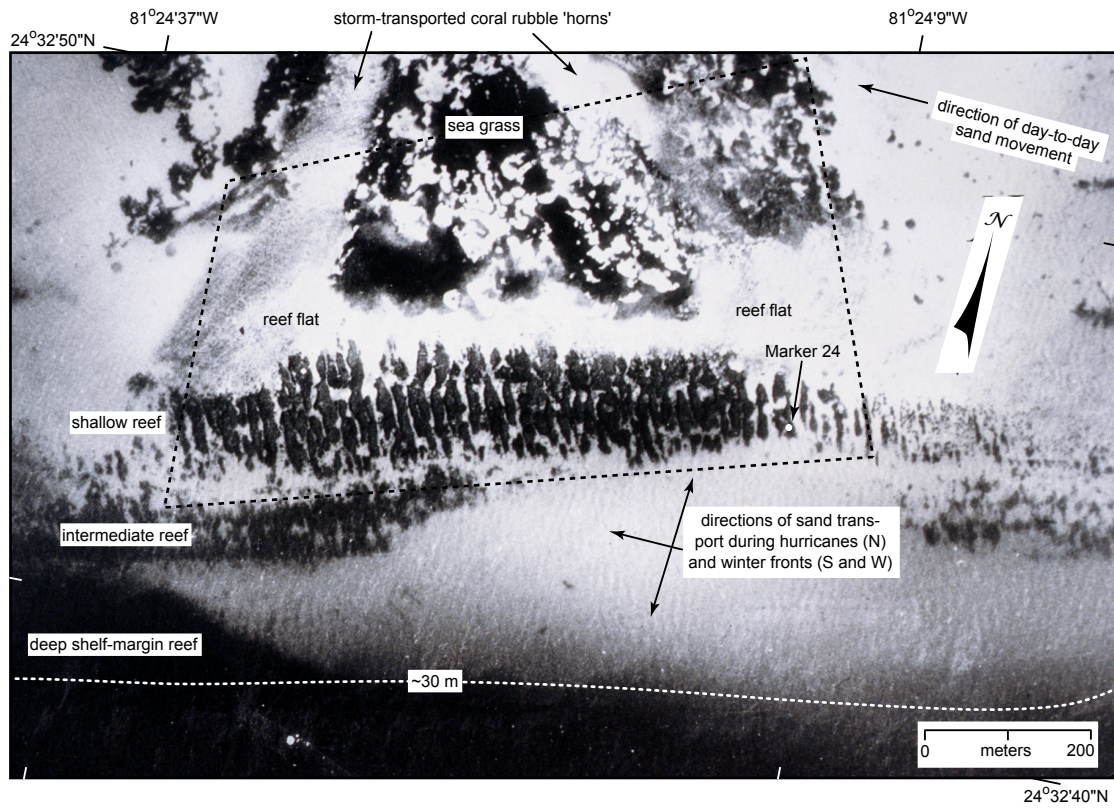 81°24'37"W
storm-transported coral rubble 'horns'
81°24'9"W
24°32'50"N
direction of day-to-day
sand movement
sea grass
N
reef flat
reef flat
Marker 24
shallow reef
intermediate reef
directions of sand trans-
port during hurricanes (N)
and winter fronts (S and W)
deep shelf-margin reef
~30 m
0 meters 200
24°32'40"N